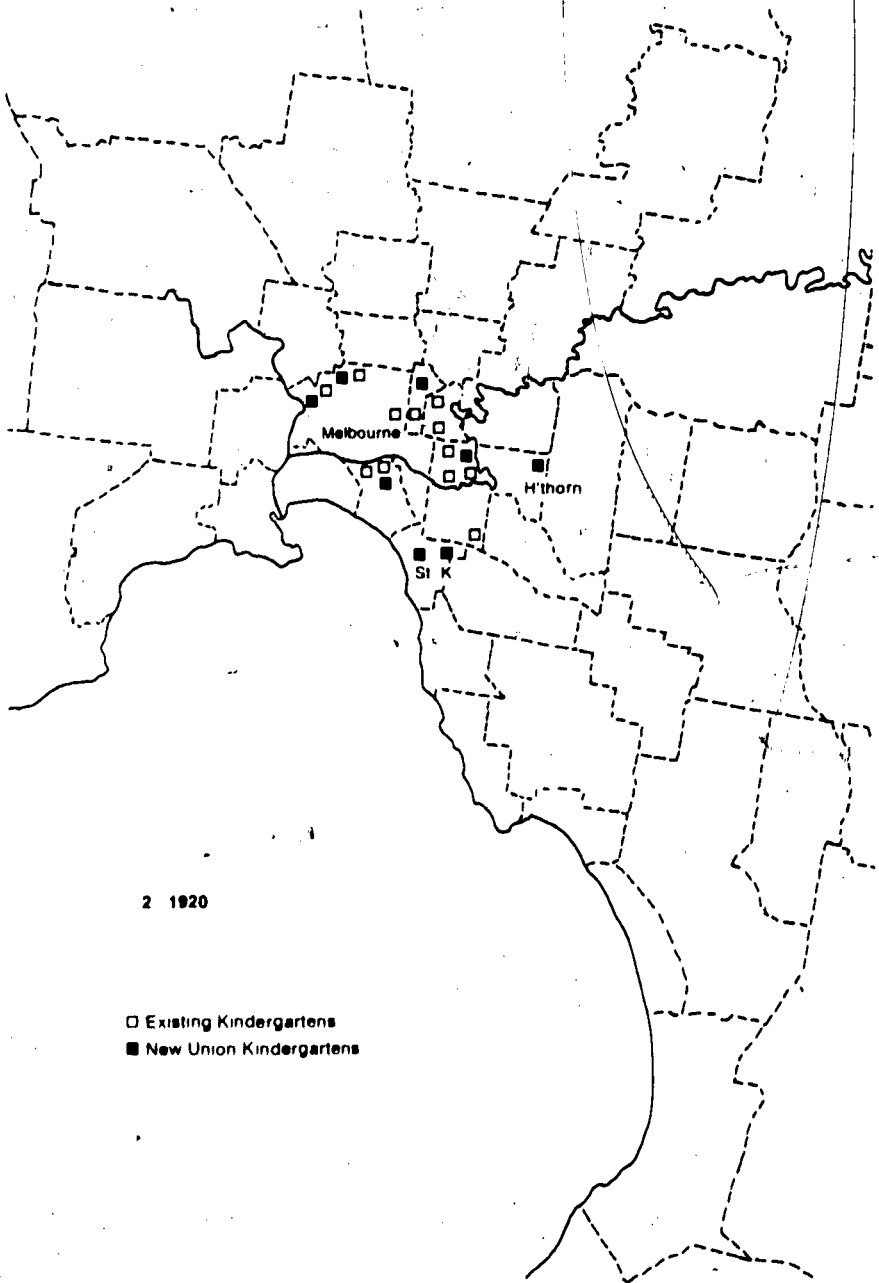 Melbourne
H'thorn
St K
2 1920
Existing Kindergartens
New Union Kindergartens